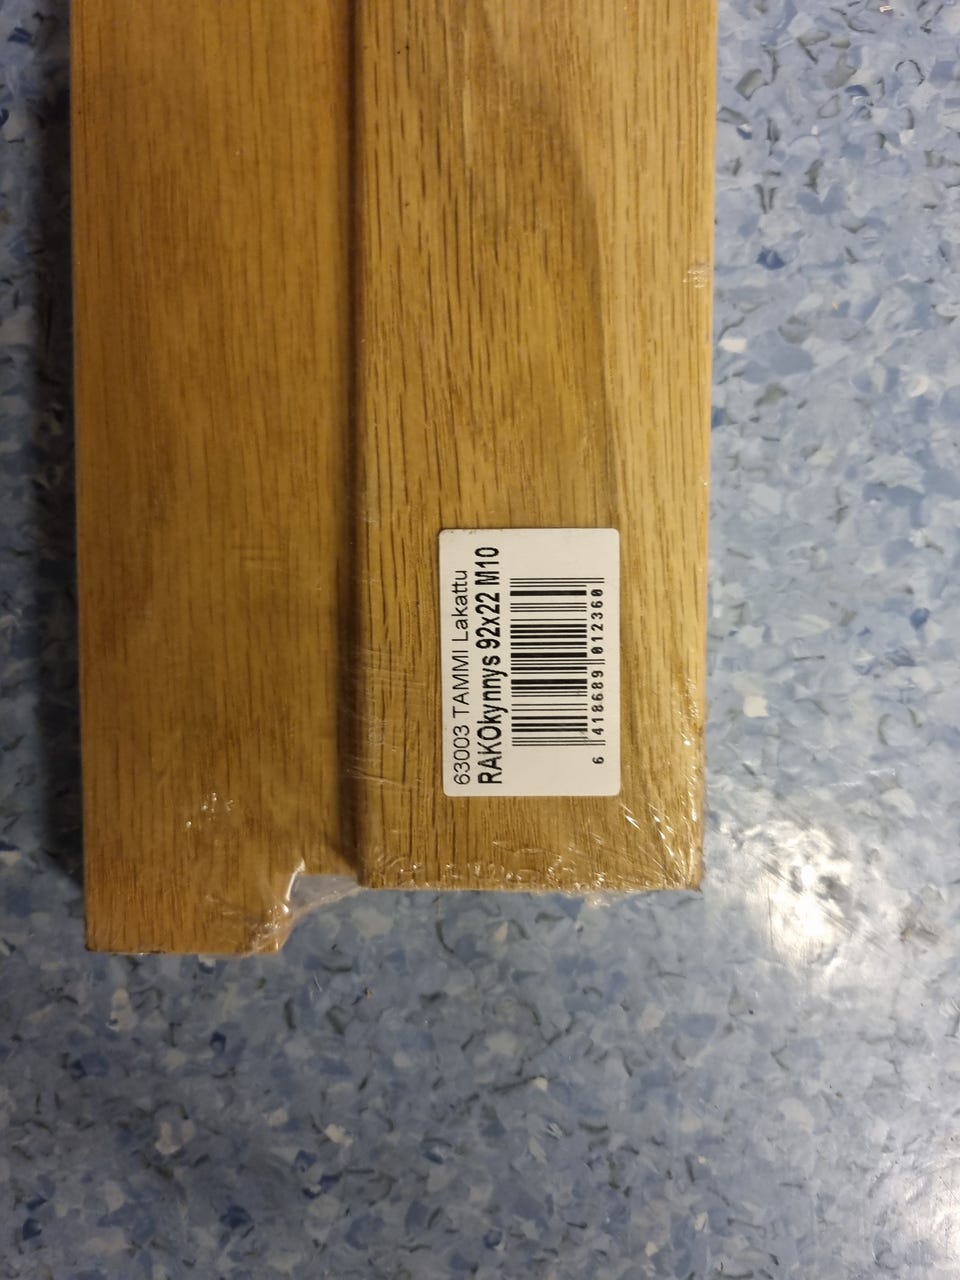 63003 TAMMI Lakattu
RAKOkynnys 92x22 M10
6 418689 012360